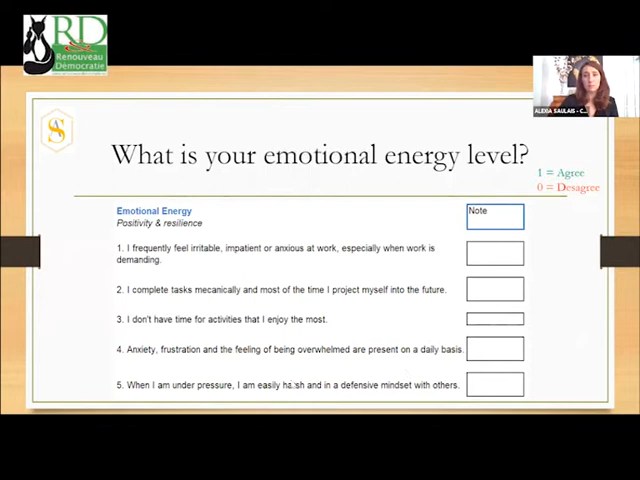 RD
&
Renouveau
Démocratie
ALEXIA SAULAIS - C...
S
What is your emotional energy level?
1 = Agree
0 = Desagree
Emotional Energy
Note
Positivity & resilience
1. I frequently feel irritable, impatient or anxious at work, especially when work is
demanding.
2. I complete tasks mecanically and most of the time I project myself into the future.
3. I don't have time for activities that I enjoy the most.
4. Anxiety, frustration and the feeling of being overwhelmed are present on a daily basis.
5. When I am under pressure, I am easily harsh and in a defensive mindset with others.